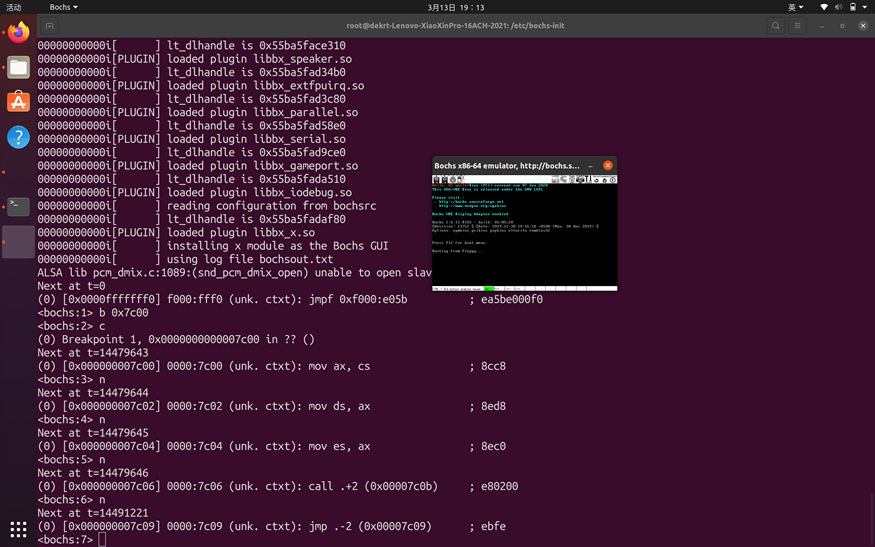 活动
Bochs
3月13日 19：13
英
root@dekrt-Lenovo-XiaoXinPro-16ACH-2021: /etc/bochs-init
00000000000i[      ] lt_dlhandle is 0x55ba5face310
00000000000i[PLUGIN] loaded plugin libbx_speaker.so
00000000000i[      ] lt_dlhandle is 0x55ba5fad34b0
00000000000i[PLUGIN] loaded plugin libbx_extfpuirq.so
00000000000i[      ] lt_dlhandle is 0x55ba5fad3c80
00000000000i[PLUGIN] loaded plugin libbx_parallel.so
00000000000i[      ] lt_dlhandle is 0x55ba5fad58e0
00000000000i[PLUGIN] loaded plugin libbx_serial.so
00000000000i[      ] lt_dlhandle is 0x55ba5fad9ce0
00000000000i[PLUGIN] loaded plugin libbx_gameport.so
00000000000i[      ] lt_dlhandle is 0x55ba5fada510
00000000000i[PLUGIN] loaded plugin libbx_iodebug.so
00000000000i[      ] reading configuration from bochsrc
00000000000i[      ] lt_dlhandle is 0x55ba5fadaf80
00000000000i[PLUGIN] loaded plugin libbx_x.so
00000000000i[      ] installing x module as the Bochs GUI
00000000000i[      ] using log file bochsout.txt
ALSA lib pcm_dmix.c:1089:(snd_pcm_dmix_open) unable to open slav
Next at t=0
(0) [0x0000fffffff0] f000:fff0 (unk. ctxt): jmpf 0xf000:e05b          ; ea5be000f0
<bochs:1> b 0x7c00
<bochs:2> c
(0) Breakpoint 1, 0x0000000000007c00 in ?? ()
Next at t=14479643
(0) [0x000000007c00] 0000:7c00 (unk. ctxt): mov ax, cs                ; 8cc8
<bochs:3> n
Next at t=14479644
(0) [0x000000007c02] 0000:7c02 (unk. ctxt): mov ds, ax                ; 8ed8
<bochs:4> n
Next at t=14479645
(0) [0x000000007c04] 0000:7c04 (unk. ctxt): mov es, ax                ; 8ec0
<bochs:5> n
Next at t=14479646
(0) [0x000000007c06] 0000:7c06 (unk. ctxt): call .+2 (0x00007c0b)     ; e80200
<bochs:6> n
Next at t=14491221
(0) [0x000000007c09] 0000:7c09 (unk. ctxt): jmp .-2 (0x00007c09)      ; ebfe
<bochs:7>
Bochs x86-64 emulator, http://bochs.s...
This VGA/VBE Bios is released under the GNU LGPL
Please visit :
. http://bochs.sourceforge.net
. http://www.nongnu.org/vgabios
Bochs VBE Display Adapter enabled
Press F12 for boot menu.
Booting from Floppy...